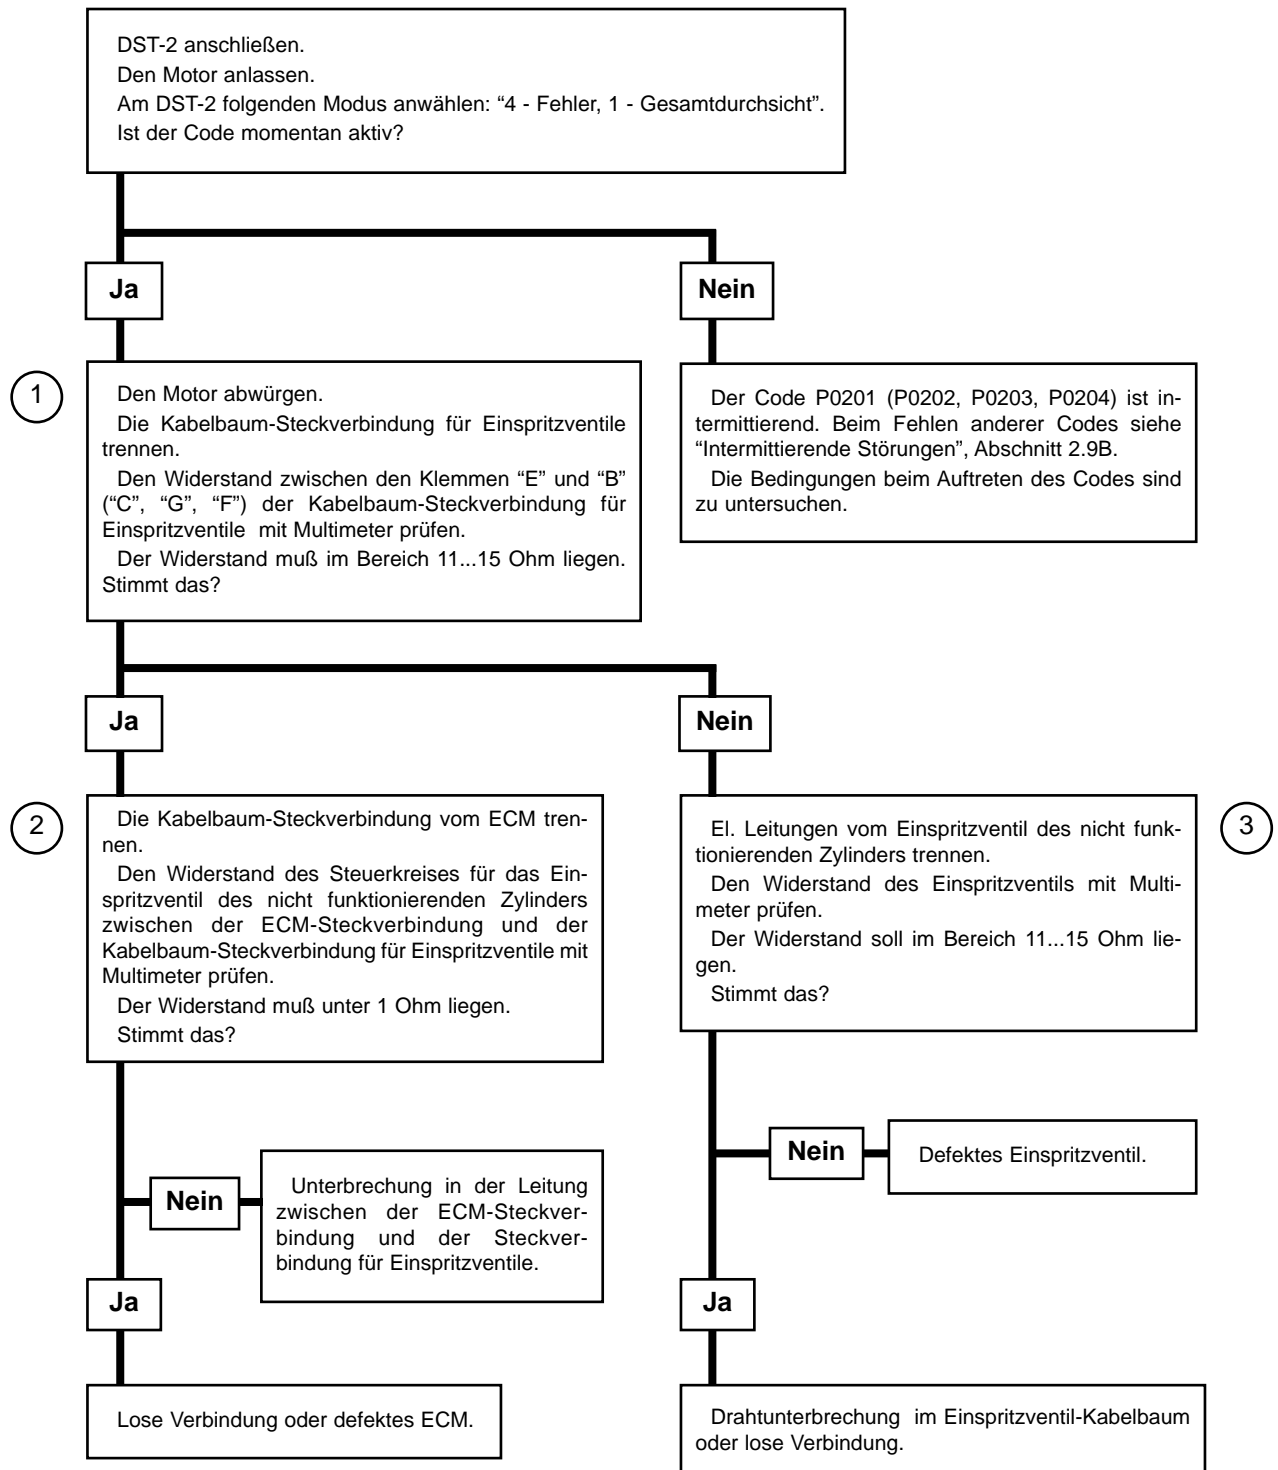 DST-2 anschließen.
Den Motor anlassen.
Am DST-2 folgenden Modus anwählen: “4 - Fehler, 1 - Gesamtdurchsicht”.
Ist der Code momentan aktiv?
Ja
Nein
1
Den Motor abwürgen.
Die Kabelbaum-Steckverbindung für Einspritzventile
trennen.
Den Widerstand zwischen den Klemmen “E” und “B”
(“C”, “G”, “F”) der Kabelbaum-Steckverbindung für
Einspritzventile mit Multimeter prüfen.
Der Widerstand muß im Bereich 11...15 Ohm liegen.
Stimmt das?
Der Code P0201 (P0202, P0203, P0204) ist in-
termittierend. Beim Fehlen anderer Codes siehe
“Intermittierende Störungen”, Abschnitt 2.9B.
Die Bedingungen beim Auftreten des Codes sind
zu untersuchen.
Ja
Nein
2
Die Kabelbaum-Steckverbindung vom ECM tren-
nen.
Den Widerstand des Steuerkreises für das Ein-
spritzventil des nicht funktionierenden Zylinders
zwischen der ECM-Steckverbindung und der
Kabelbaum-Steckverbindung für Einspritzventile mit
Multimeter prüfen.
Der Widerstand muß unter 1 Ohm liegen.
Stimmt das?
El. Leitungen vom Einspritzventil des nicht funk-
tionierenden Zylinders trennen.
Den Widerstand des Einspritzventils mit Multi-
meter prüfen.
Der Widerstand soll im Bereich 11...15 Ohm lie-
gen.
Stimmt das?
3
Nein
Unterbrechung in der Leitung
zwischen der ECM-Steckver-
bindung und der Steckver-
bindung für Einspritzventile.
Nein
Defektes Einspritzventil.
Ja
Ja
Lose Verbindung oder defektes ECM.
Drahtunterbrechung im Einspritzventil-Kabelbaum
oder lose Verbindung.